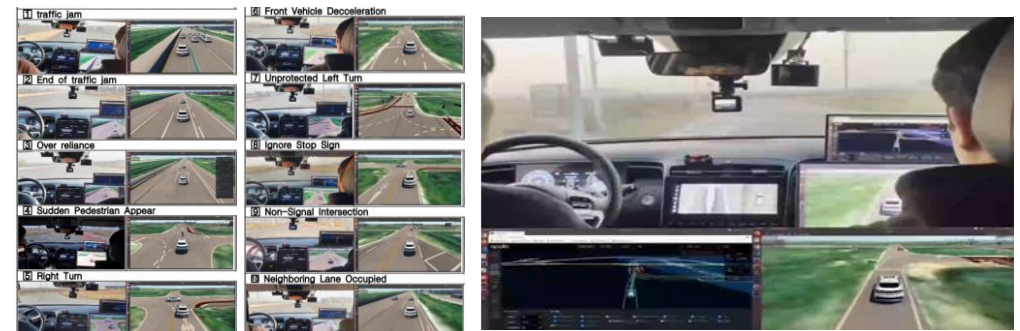 1 traffic jam
2 End of traffic jam
3 Over reliance
4 Sudden Pedestrian Appear
5 Right Turn
6 Front Vehicle Decceleration
7 Unprotected Left Turn
8 Ignore Stop Sign
9 Non-Signal Intersection
Neighboring Lane Occupied